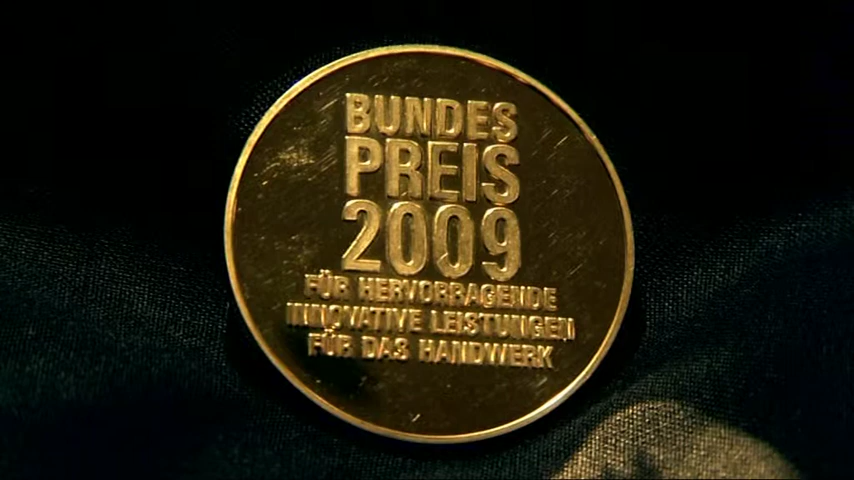 BUNDES
PREIS
2009
FÜR HERVORRAGENDE
INNOVATIVE LEISTUNGEN
FÜR DAS HANDWERK